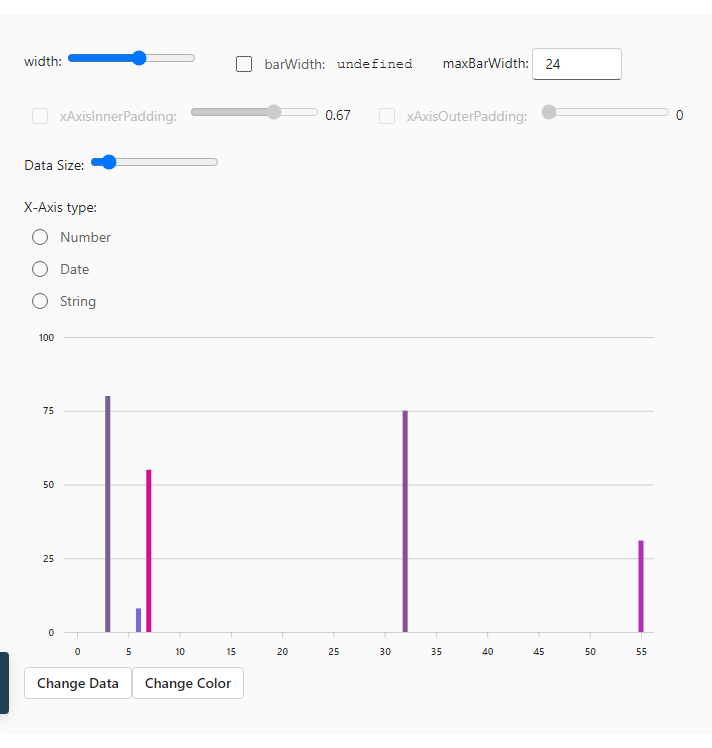 width: barWidth: undefined maxBarWidth: 24
xAxisInnerPadding: 0.67 xAxisOuterPadding: 0
Data Size:
X-Axis type:
Number
Date
String
100
75
50
25
0
0 5 10 15 20 25 30 35 40 45 50 55
Change Data Change Color